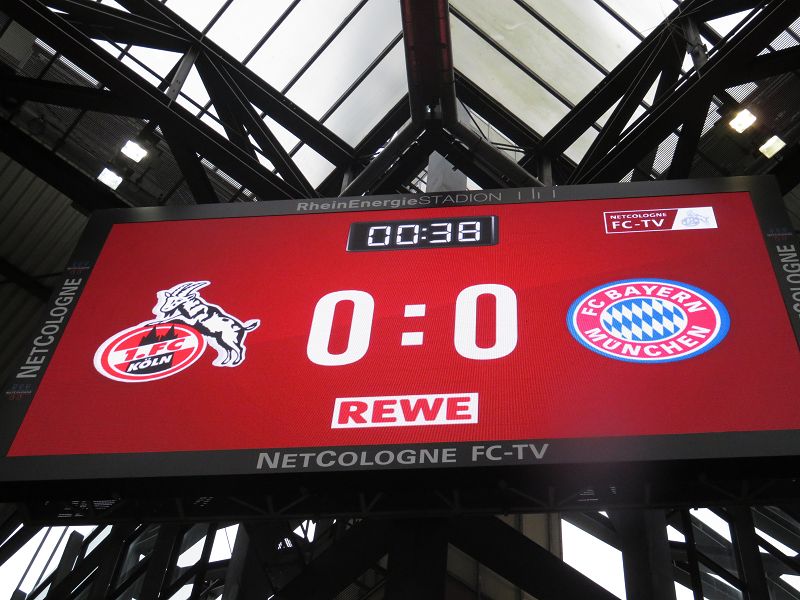 RheinEnergieSTADION
00:38
NETCOLOGNE
FC-TV
NETCOLOGNE
1. FC
KÖLN
0:0
FC BAYERN
MÜNCHEN
REWE
NETCOLOGNE FC-TV